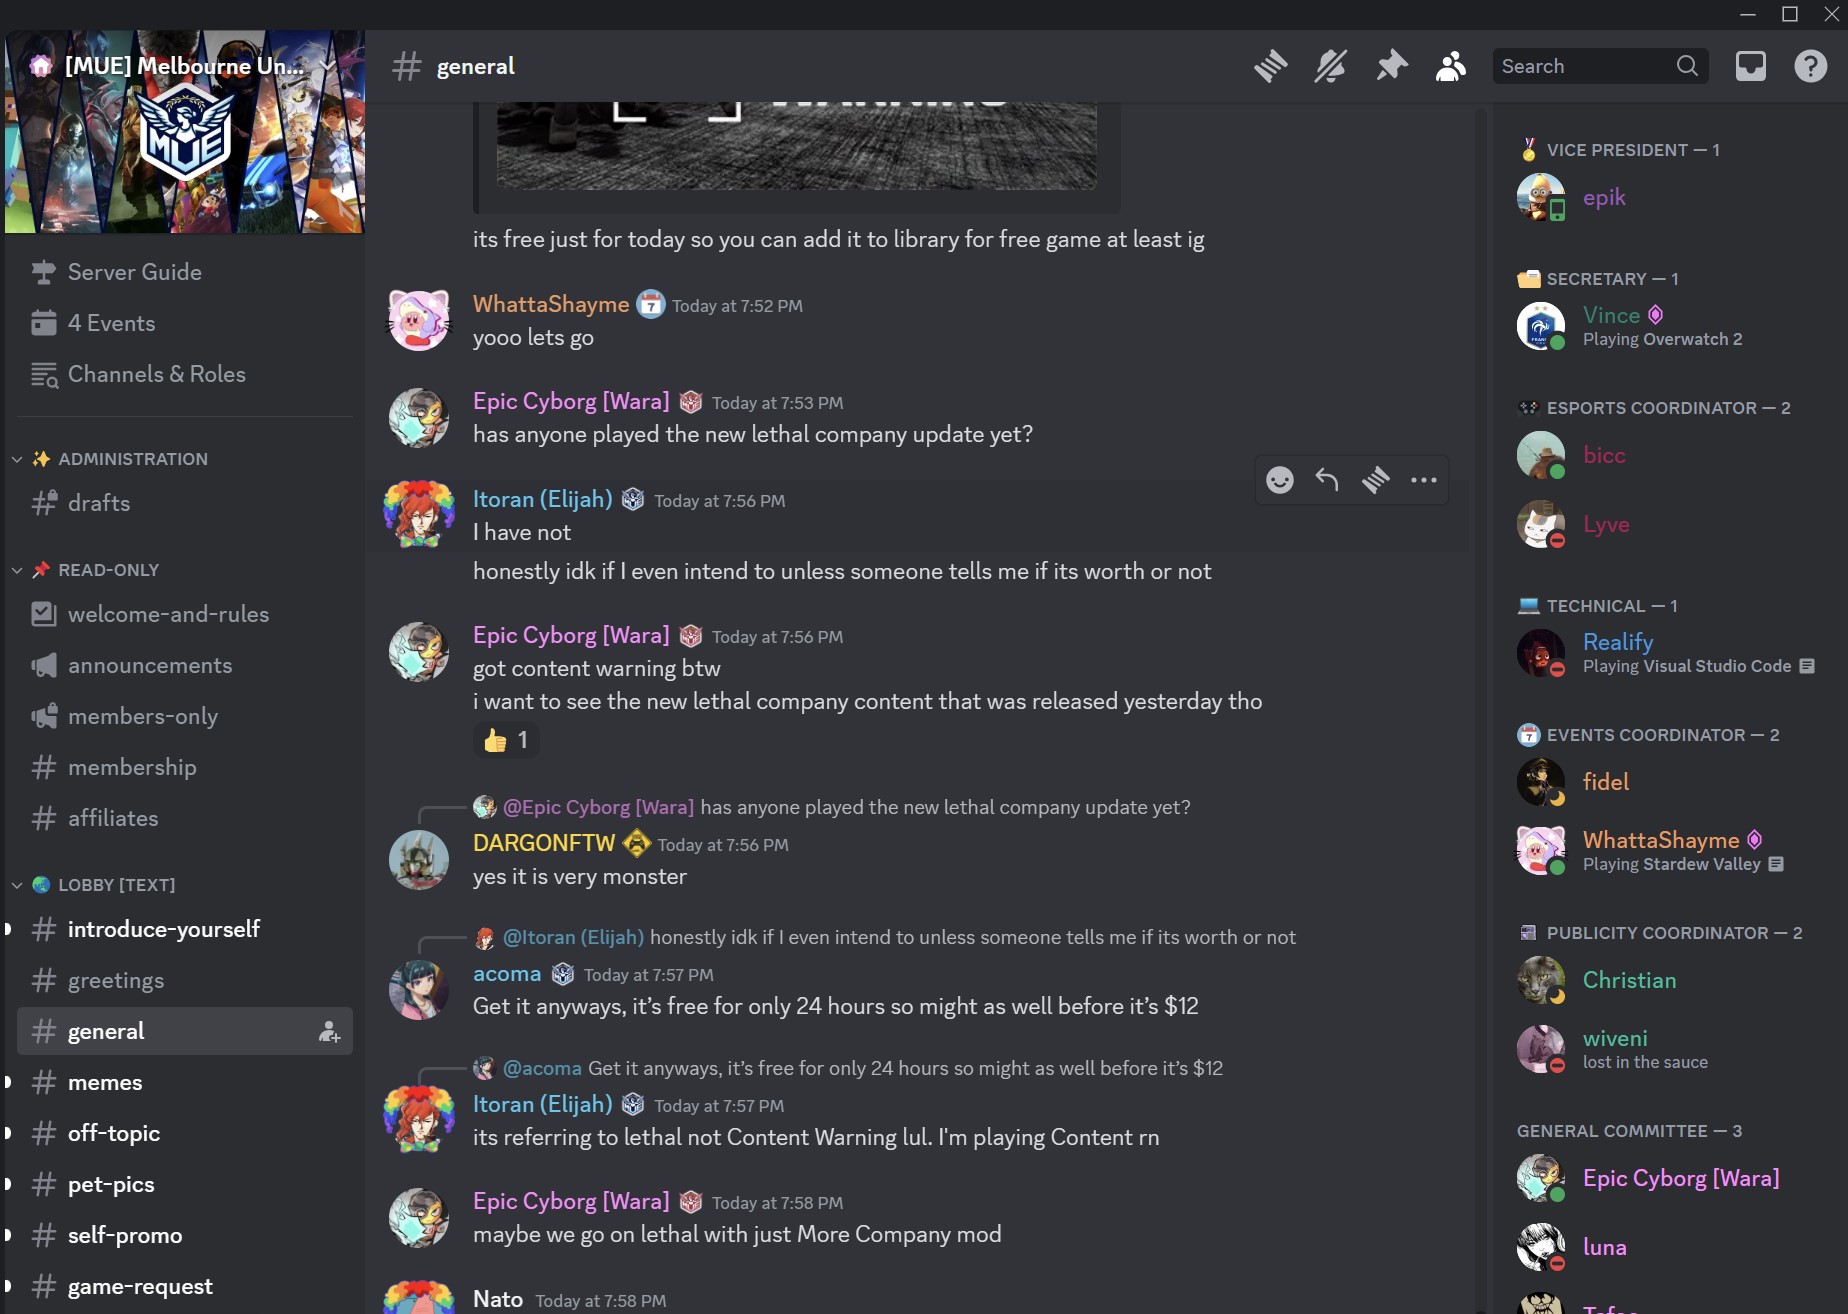 [MUE] Melbourne Un...
MUE
Server Guide
4 Events
Channels & Roles
ADMINISTRATION
drafts
READ-ONLY
welcome-and-rules
announcements
members-only
membership
affiliates
LOBBY [TEXT]
introduce-yourself
greetings
general
memes
off-topic
pet-pics
self-promo
game-request
general
Search
its free just for today so you can add it to library for free game at least ig
WhattaShayme 7 Today at 7:52 PM
yooo lets go
Epic Cyborg [Wara] Today at 7:53 PM
has anyone played the new lethal company update yet?
Itoran (Elijah) Today at 7:56 PM
I have not
honestly idk if I even intend to unless someone tells me if its worth or not
Epic Cyborg [Wara] Today at 7:56 PM
got content warning btw
i want to see the new lethal company content that was released yesterday tho
👍 1
@Epic Cyborg [Wara] has anyone played the new lethal company update yet?
DARGONFTW Today at 7:56 PM
yes it is very monster
@Itoran (Elijah) honestly idk if I even intend to unless someone tells me if its worth or not
acoma Today at 7:57 PM
Get it anyways, it’s free for only 24 hours so might as well before it’s $12
@acoma Get it anyways, it’s free for only 24 hours so might as well before it’s $12
Itoran (Elijah) Today at 7:57 PM
its referring to lethal not Content Warning lul. I'm playing Content rn
Epic Cyborg [Wara] Today at 7:58 PM
maybe we go on lethal with just More Company mod
Nato Today at 7:58 PM
VICE PRESIDENT — 1
epik
SECRETARY — 1
Vince
Playing Overwatch 2
ESPORTS COORDINATOR — 2
bicc
Lyve
TECHNICAL — 1
Realify
Playing Visual Studio Code
7 EVENTS COORDINATOR — 2
fidel
WhattaShayme
Playing Stardew Valley
PUBLICITY COORDINATOR — 2
Christian
wiveni
lost in the sauce
GENERAL COMMITTEE — 3
Epic Cyborg [Wara]
luna